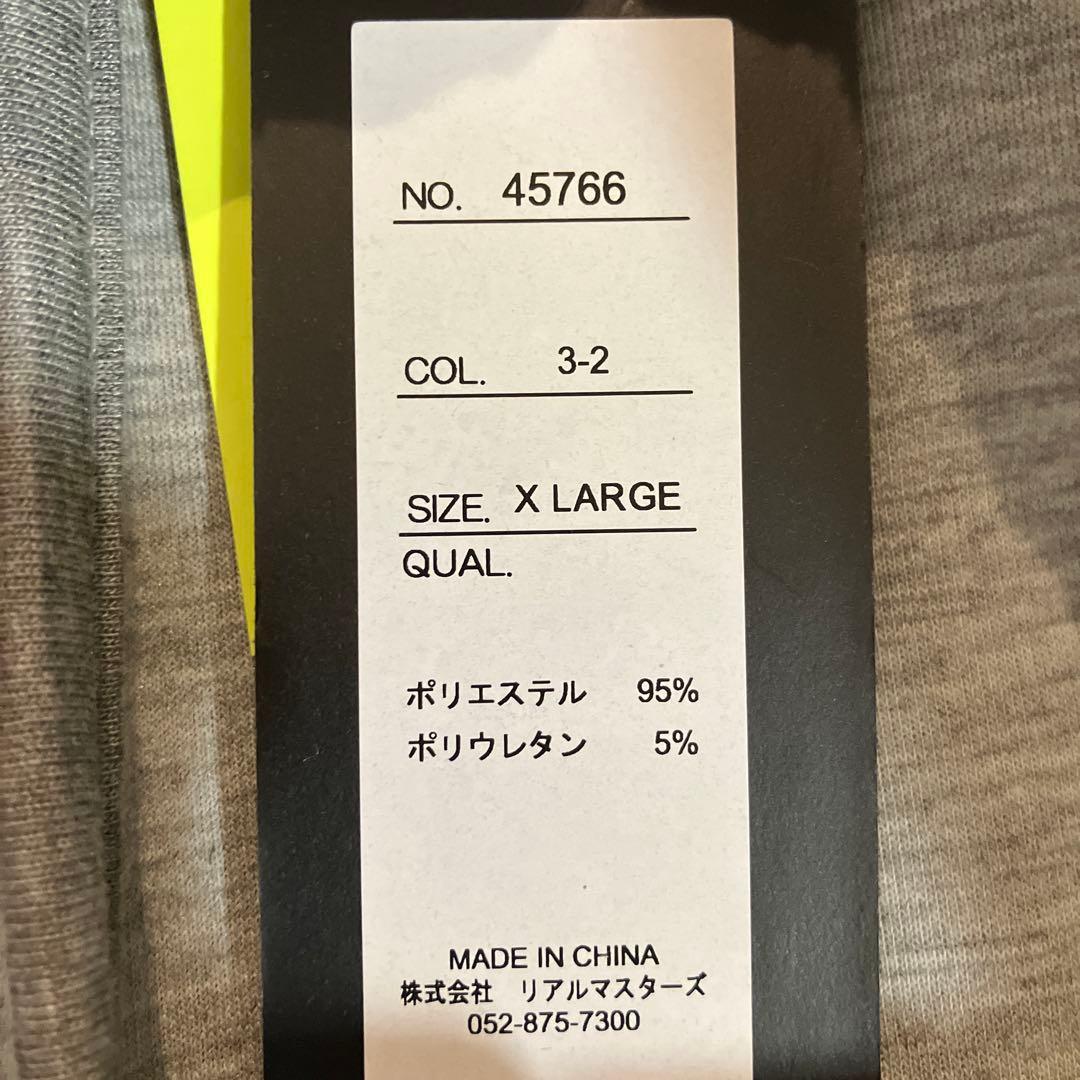 NO. 45766
COL. 3-2
SIZE. X LARGE
QUAL.
ポリエステル 95%
ポリウレタン 5%
MADE IN CHINA
株式会社 リアルマスターズ
052-875-7300